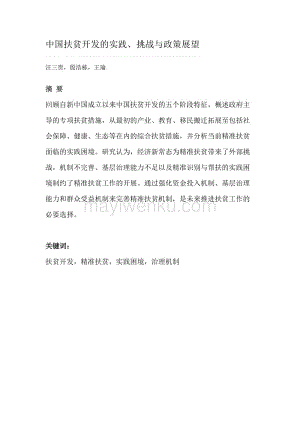 中国扶贫开发的实践、挑战与政策展望
汪三贵，殷浩栋，王瑜
摘 要
回顾自新中国成立以来中国扶贫开发的五个阶段特征、概述政府主导的专项扶贫措施，从最初的产业、教育、移民搬迁拓展至包括社会保障、健康、生态等在内的综合扶贫措施，并分析当前精准扶贫面临的实践困境。研究认为，经济新常态为精准扶贫带来了外部挑战，机制不完善、基层治理能力不足以及精准识别与帮扶的实践困境制约了精准扶贫工作的开展。通过强化资金投入机制、基层治理能力和群众受益机制来完善精准扶贫机制，是未来推进扶贫工作的必要选择。
mayiwenku.com
关键词：
扶贫开发，精准扶贫，实践困境，治理机制